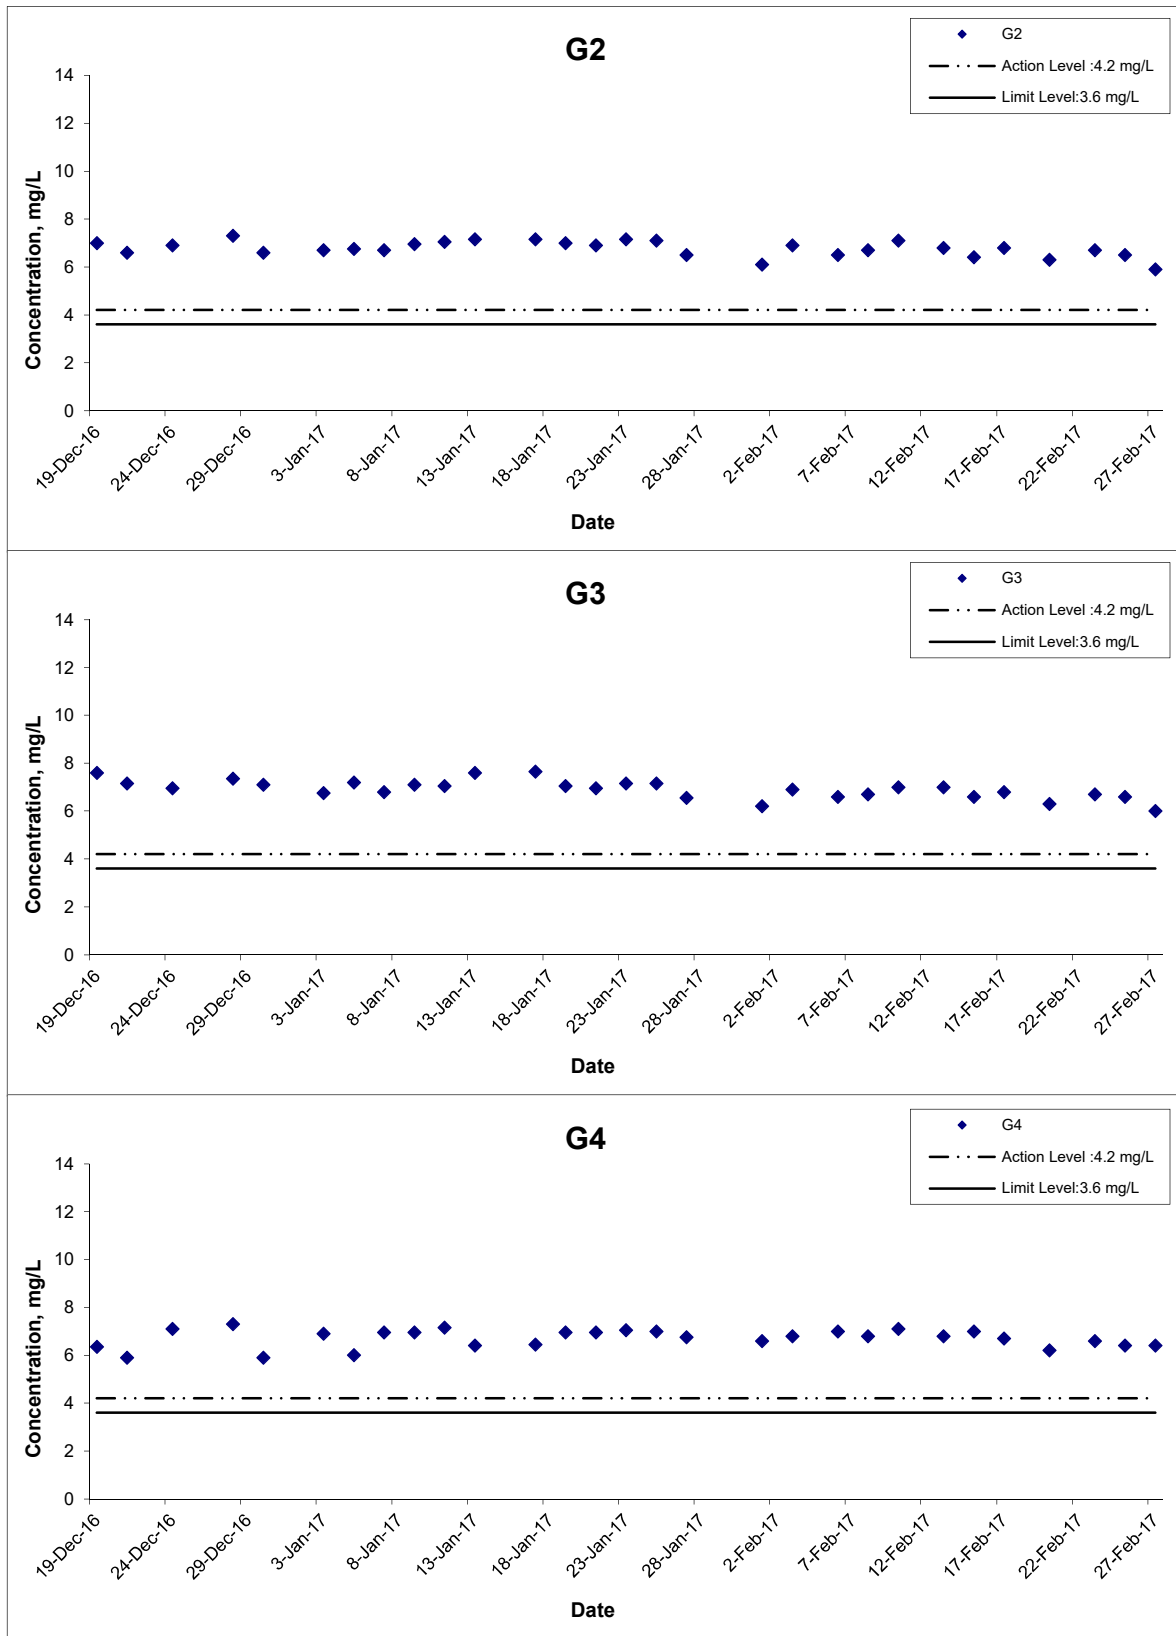 G2
G2
Action Level :4.2 mg/L
Limit Level:3.6 mg/L
Concentration, mg/L
14
12
10
8
6
4
2
0
19-Dec-16
24-Dec-16
29-Dec-16
3-Jan-17
8-Jan-17
13-Jan-17
18-Jan-17
23-Jan-17
28-Jan-17
2-Feb-17
7-Feb-17
12-Feb-17
17-Feb-17
22-Feb-17
27-Feb-17
Date
G3
G3
Action Level :4.2 mg/L
Limit Level:3.6 mg/L
Concentration, mg/L
14
12
10
8
6
4
2
0
19-Dec-16
24-Dec-16
29-Dec-16
3-Jan-17
8-Jan-17
13-Jan-17
18-Jan-17
23-Jan-17
28-Jan-17
2-Feb-17
7-Feb-17
12-Feb-17
17-Feb-17
22-Feb-17
27-Feb-17
Date
G4
G4
Action Level :4.2 mg/L
Limit Level:3.6 mg/L
Concentration, mg/L
14
12
10
8
6
4
2
0
19-Dec-16
24-Dec-16
29-Dec-16
3-Jan-17
8-Jan-17
13-Jan-17
18-Jan-17
23-Jan-17
28-Jan-17
2-Feb-17
7-Feb-17
12-Feb-17
17-Feb-17
22-Feb-17
27-Feb-17
Date